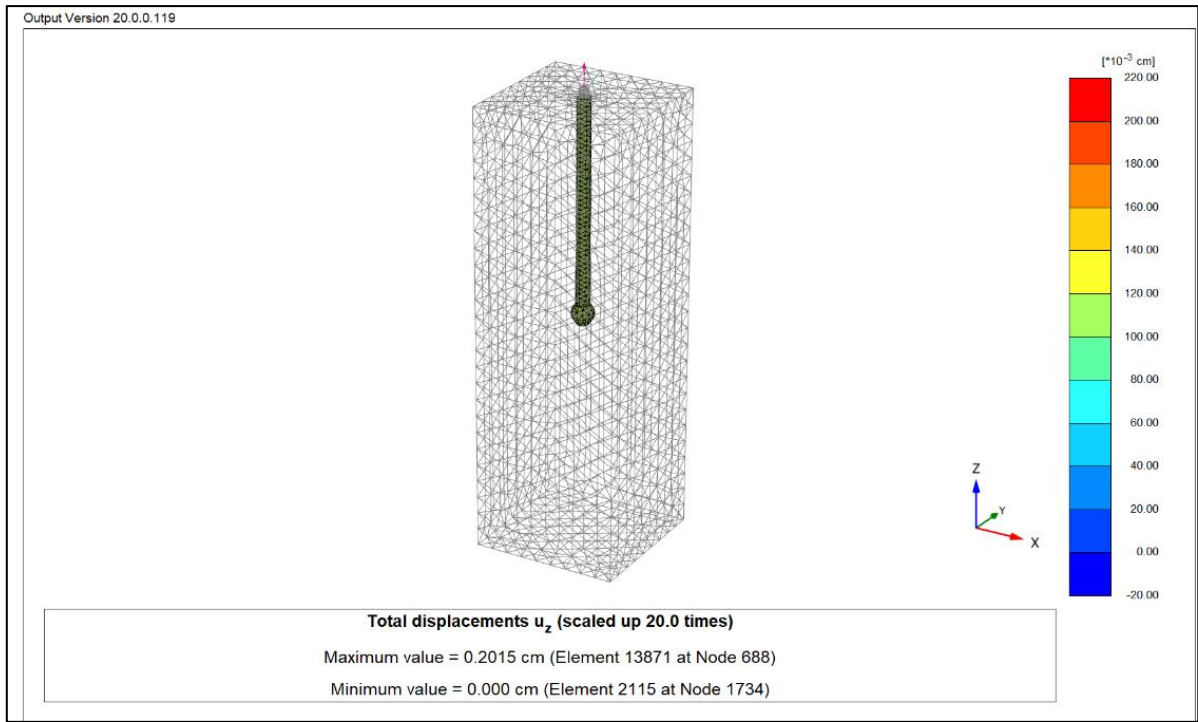 Output Version 20.0.0.119
[*10⁻³ cm]
220.00
200.00
180.00
160.00
140.00
120.00
100.00
80.00
60.00
40.00
20.00
0.00
-20.00
Z
Y
X
Total displacements u_z (scaled up 20.0 times)
Maximum value = 0.2015 cm (Element 13871 at Node 688)
Minimum value = 0.000 cm (Element 2115 at Node 1734)